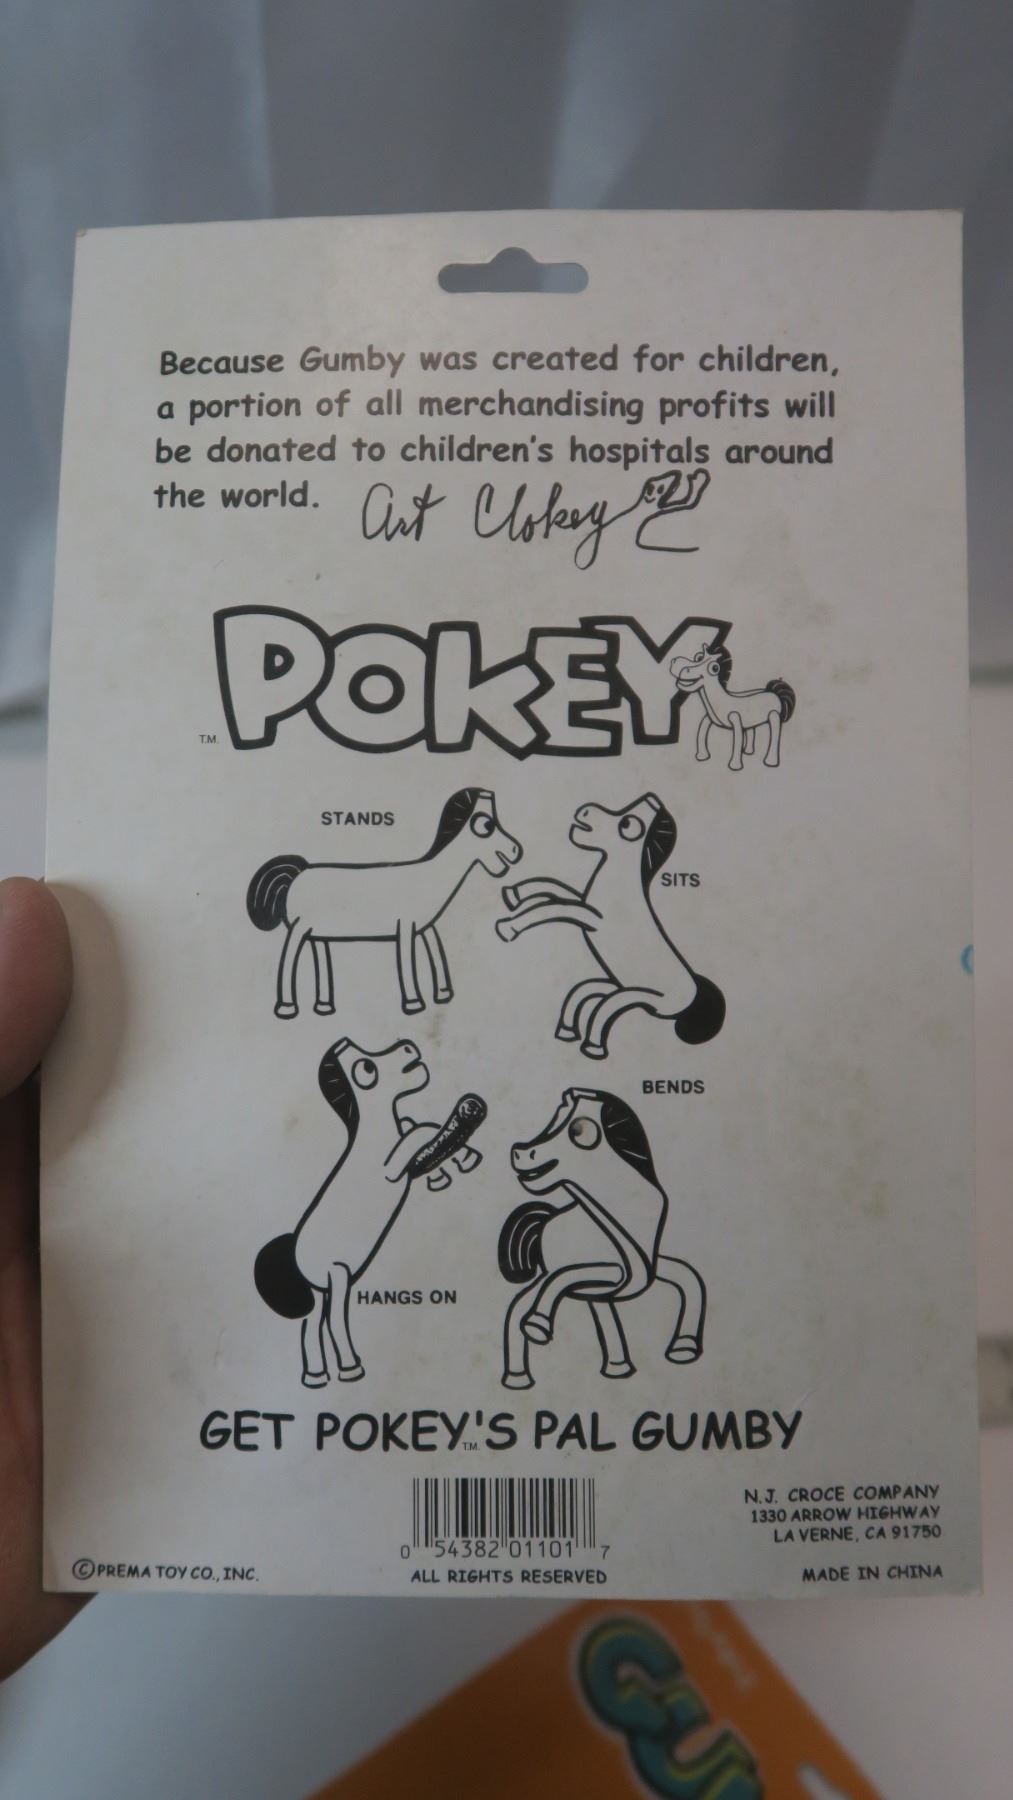 Because Gumby was created for children,
a portion of all merchandising profits will
be donated to children's hospitals around
the world.
Art Clokey
POKEY
T.M.
STANDS
SITS
HANGS ON
BENDS
GET POKEY'S PAL GUMBY
T.M.
0 54382 01101 7
ALL RIGHTS RESERVED
©PREMA TOY CO., INC.
N.J. CROCE COMPANY
1330 ARROW HIGHWAY
LA VERNE, CA 91750
MADE IN CHINA